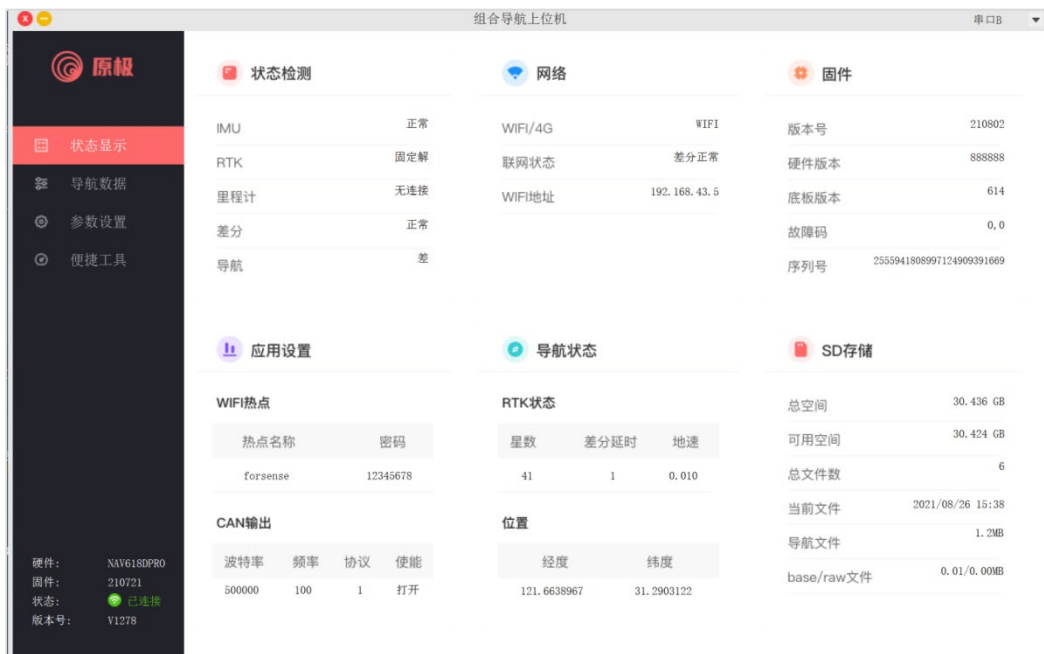 组合导航上位机
串口B
原极
状态显示
导航数据
参数设置
便捷工具
硬件: NAV618DPRO
固件: 210721
状态: 已连接
版本号: V1278
状态检测
IMU 正常
RTK 固定解
里程计 无连接
差分 正常
导航 差
网络
WIFI/4G WIFI
联网状态 差分正常
WIFI地址 192.168.43.5
固件
版本号 210802
硬件版本 888888
底板版本 614
故障码 0,0
序列号 2555941808997124909391669
应用设置
WIFI热点
热点名称 密码
forsense 12345678
CAN输出
波特率 频率 协议 使能
500000 100 1 打开
导航状态
RTK状态
星数 差分延时 地速
41 1 0.010
位置
经度 纬度
121.6638967 31.2903122
SD存储
总空间 30.436 GB
可用空间 30.424 GB
总文件数 6
当前文件 2021/08/26 15:38
导航文件 1.2MB
base/raw文件 0.01/0.00MB